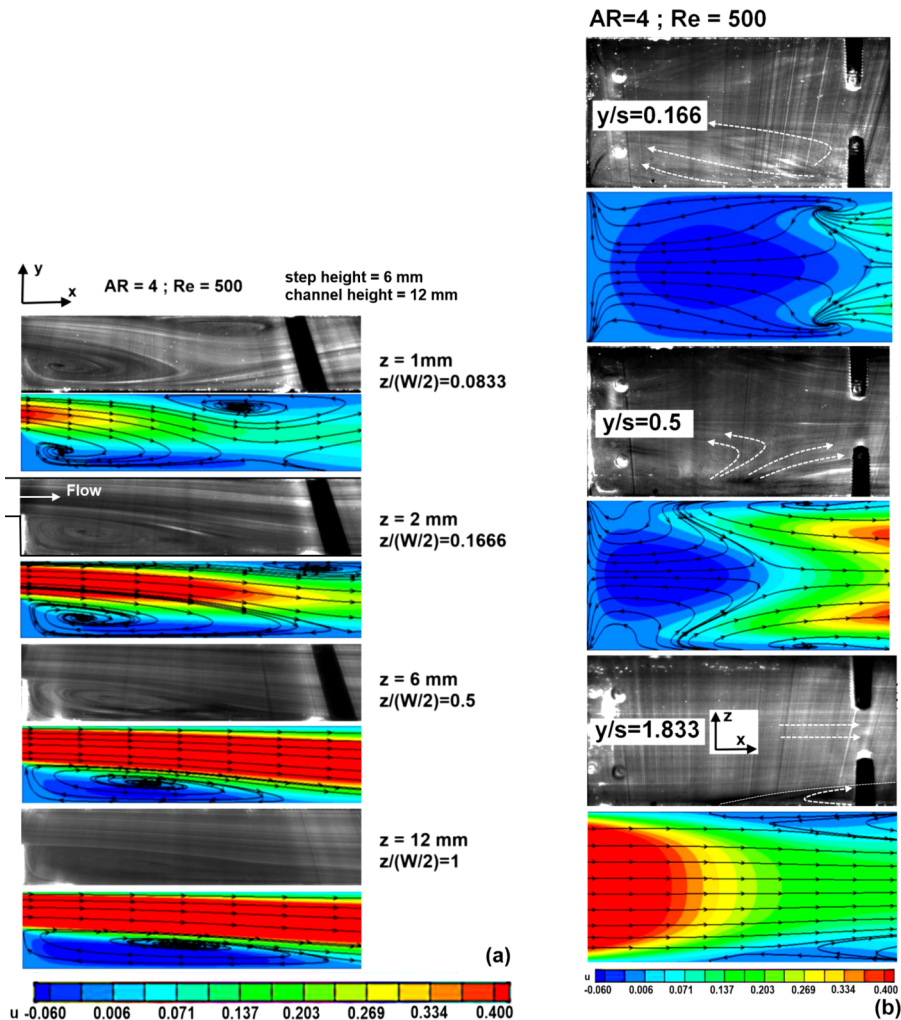 AR=4 ; Re = 500
y/s=0.166
y
x
AR = 4 ; Re = 500
step height = 6 mm
channel height = 12 mm
z = 1mm
z/(W/2)=0.0833
y/s=0.5
Flow
z = 2 mm
z/(W/2)=0.1666
z = 6 mm
z/(W/2)=0.5
y/s=1.833
z
x
z = 12 mm
z/(W/2)=1
(a)
u -0.060 0.006 0.071 0.137 0.203 0.269 0.334 0.400
u -0.060 0.006 0.071 0.137 0.203 0.269 0.334 0.400
(b)